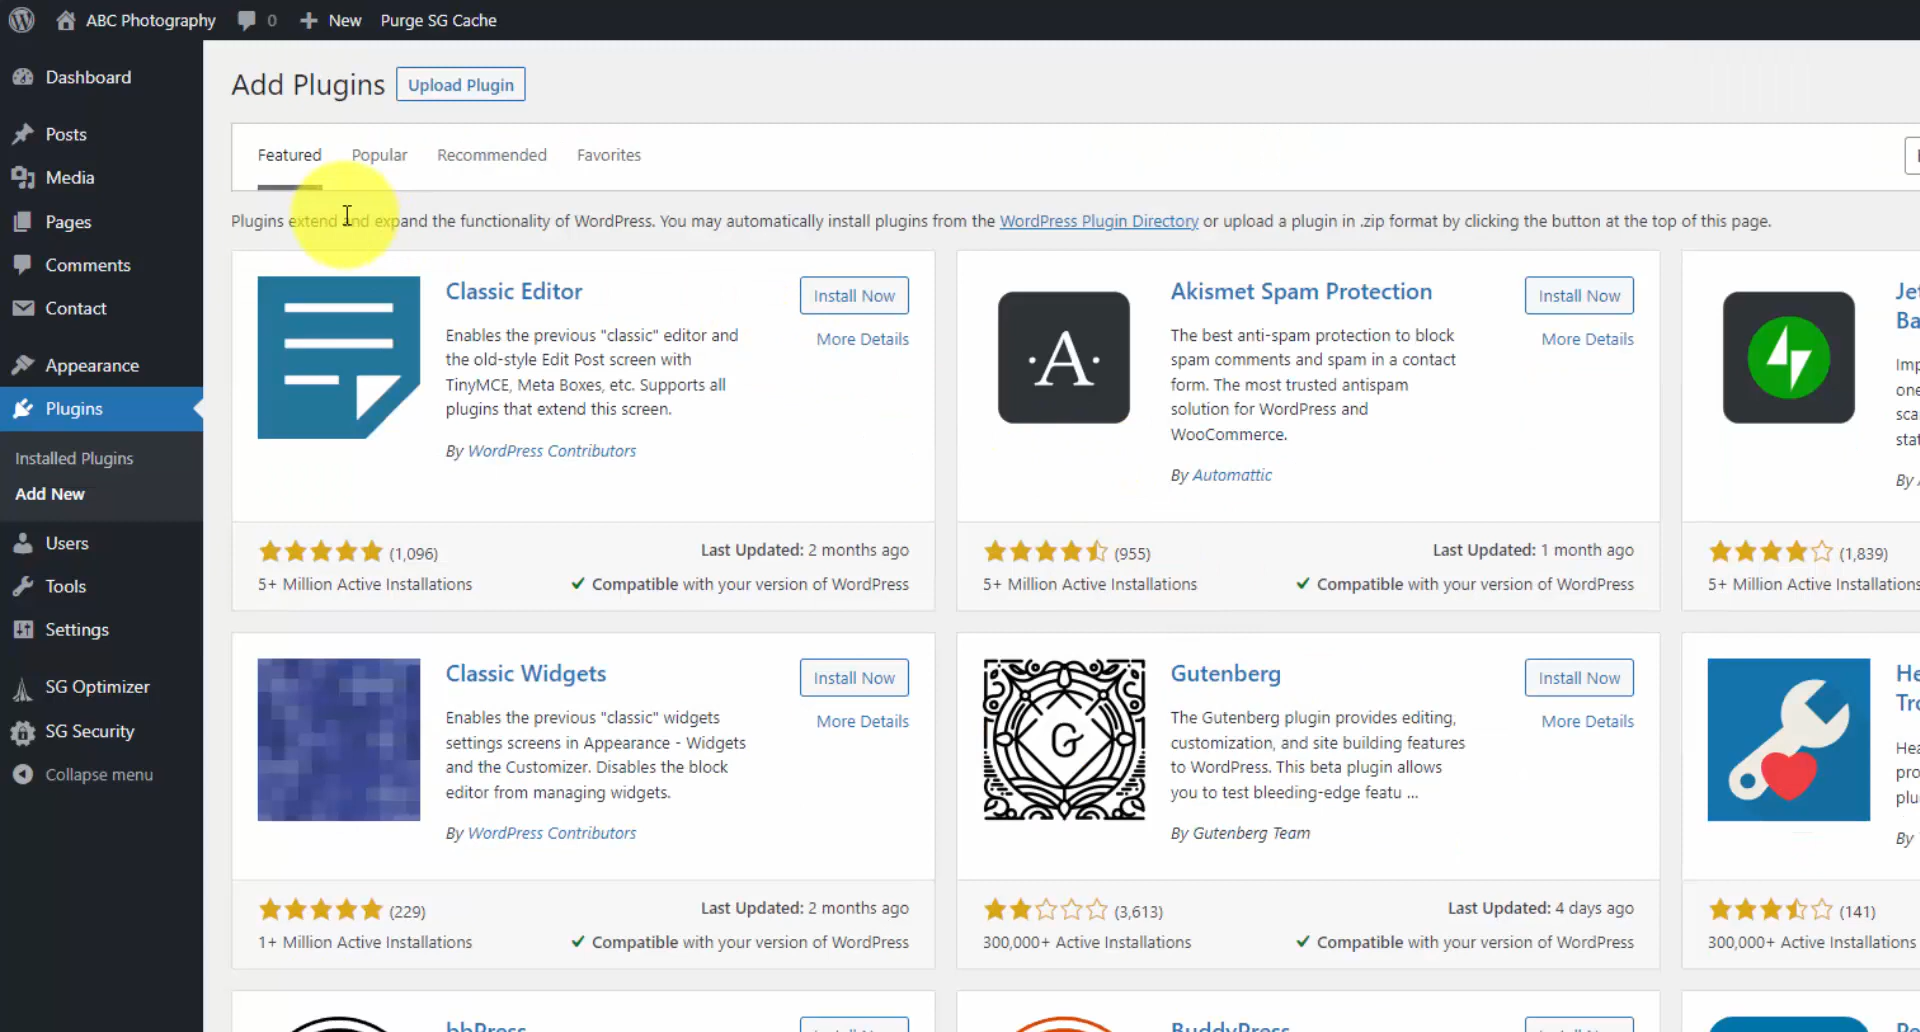 ABC Photography
0
New
Purge SG Cache
Dashboard
Posts
Media
Pages
Comments
Contact
Appearance
Plugins
Installed Plugins
Add New
Users
Tools
Settings
SG Optimizer
SG Security
Collapse menu
Add Plugins
Upload Plugin
Featured
Popular
Recommended
Favorites
Plugins extend and expand the functionality of WordPress. You may automatically install plugins from the WordPress Plugin Directory or upload a plugin in .zip format by clicking the button at the top of this page.
Classic Editor
Install Now
More Details
Enables the previous "classic" editor and
the old-style Edit Post screen with
TinyMCE, Meta Boxes, etc. Supports all
plugins that extend this screen.
By WordPress Contributors
(1,096)
Last Updated: 2 months ago
5+ Million Active Installations
Compatible with your version of WordPress
·A·
Akismet Spam Protection
Install Now
More Details
The best anti-spam protection to block
spam comments and spam in a contact
form. The most trusted antispam
solution for WordPress and
WooCommerce.
By Automattic
(955)
Last Updated: 1 month ago
5+ Million Active Installations
Compatible with your version of WordPress
By
(1,839)
5+ Million Active Installations
Classic Widgets
Install Now
More Details
Enables the previous "classic" widgets
settings screens in Appearance - Widgets
and the Customizer. Disables the block
editor from managing widgets.
By WordPress Contributors
(229)
Last Updated: 2 months ago
1+ Million Active Installations
Compatible with your version of WordPress
G
Gutenberg
Install Now
More Details
The Gutenberg plugin provides editing,
customization, and site building features
to WordPress. This beta plugin allows
you to test bleeding-edge featu ...
By Gutenberg Team
(3,613)
Last Updated: 4 days ago
300,000+ Active Installations
Compatible with your version of WordPress
By
(141)
300,000+ Active Installations
bbPress
BuddyPress